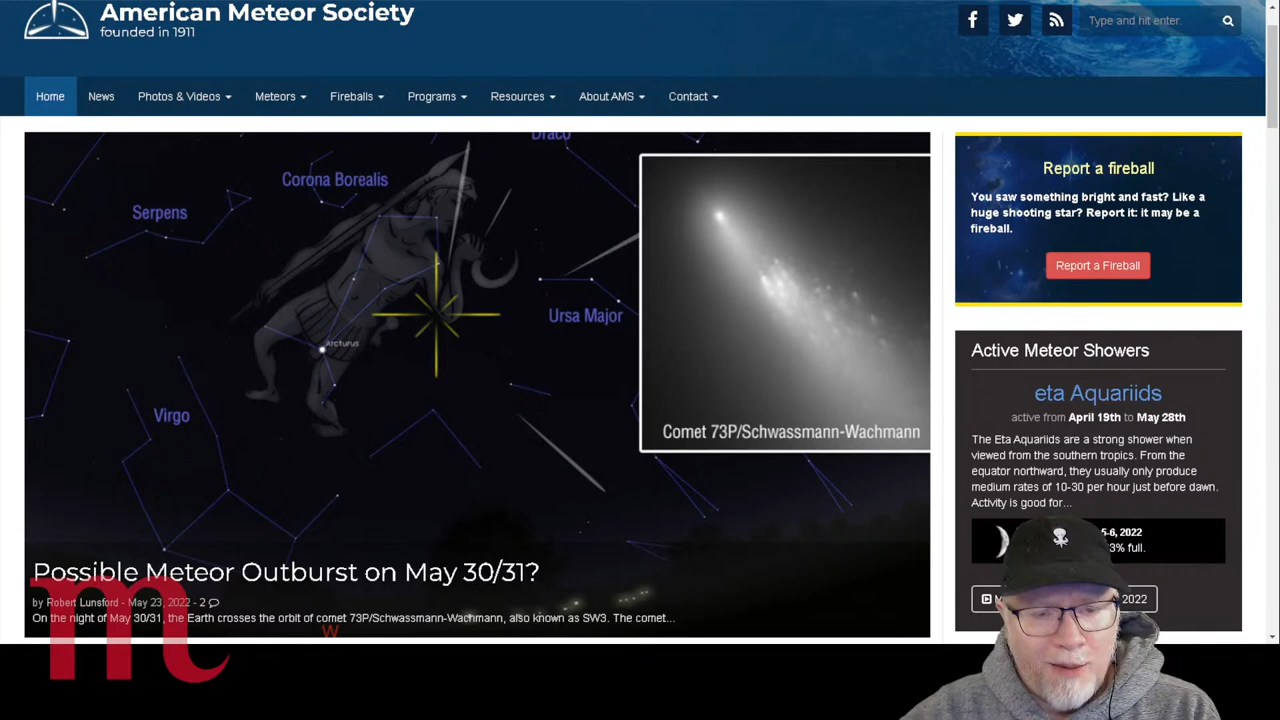 American Meteor Society
founded in 1911
Type and hit enter.
Home News Photos & Videos Meteors Fireballs Programs Resources About AMS Contact
Draco
Corona Borealis
Serpens
Ursa Major
Arcturus
Virgo
Comet 73P/Schwassmann-Wachmann
Possible Meteor Outburst on May 30/31?
by Robert Lunsford - May 23, 2022 - 2
On the night of May 30/31, the Earth crosses the orbit of comet 73P/Schwassmann-Wachmann, also known as SW3. The comet...
m
W
Report a fireball
You saw something bright and fast? Like a
huge shooting star? Report it: it may be a
fireball.
Report a Fireball
Active Meteor Showers
eta Aquariids
active from April 19th to May 28th
The Eta Aquariids are a strong shower when
viewed from the southern tropics. From the
equator northward, they usually only produce
medium rates of 10-30 per hour just before dawn.
Activity is good for...
5-6, 2022
3% full.
2022